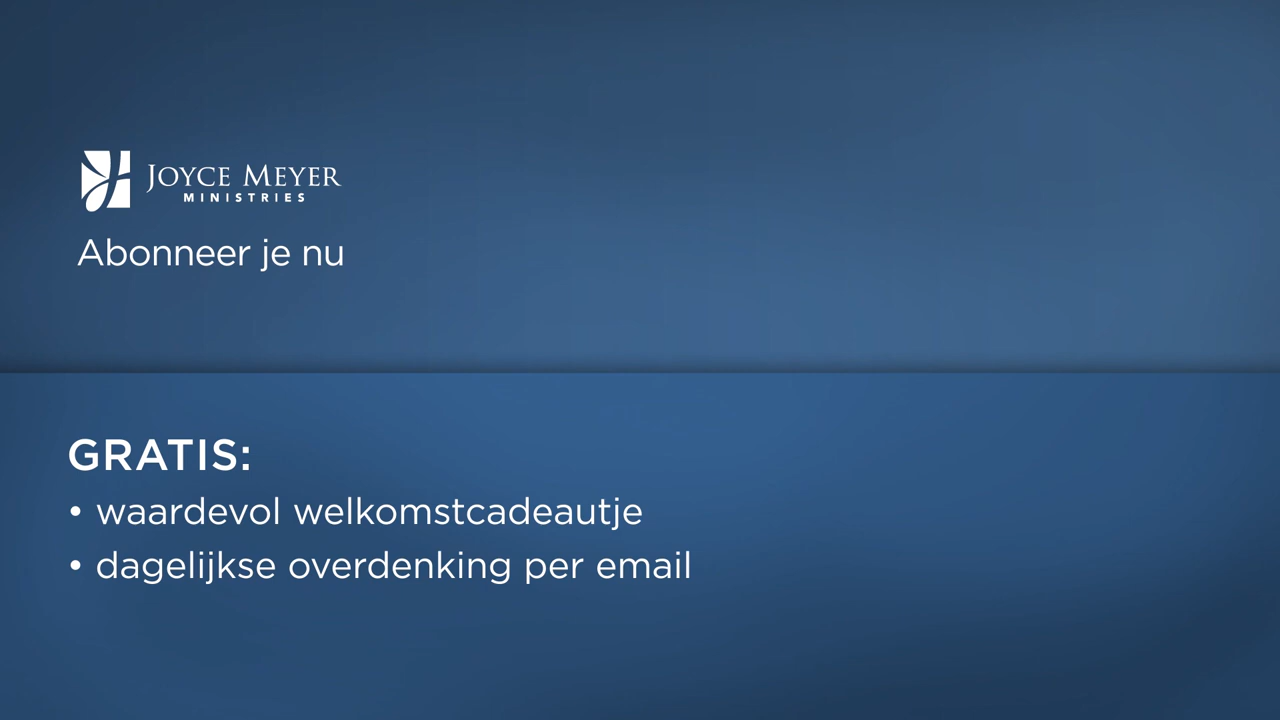 JOYCE MEYER
MINISTRIES
Abonneer je nu
GRATIS:
• waardevol welkomstcadeautje
• dagelijkse overdenking per email